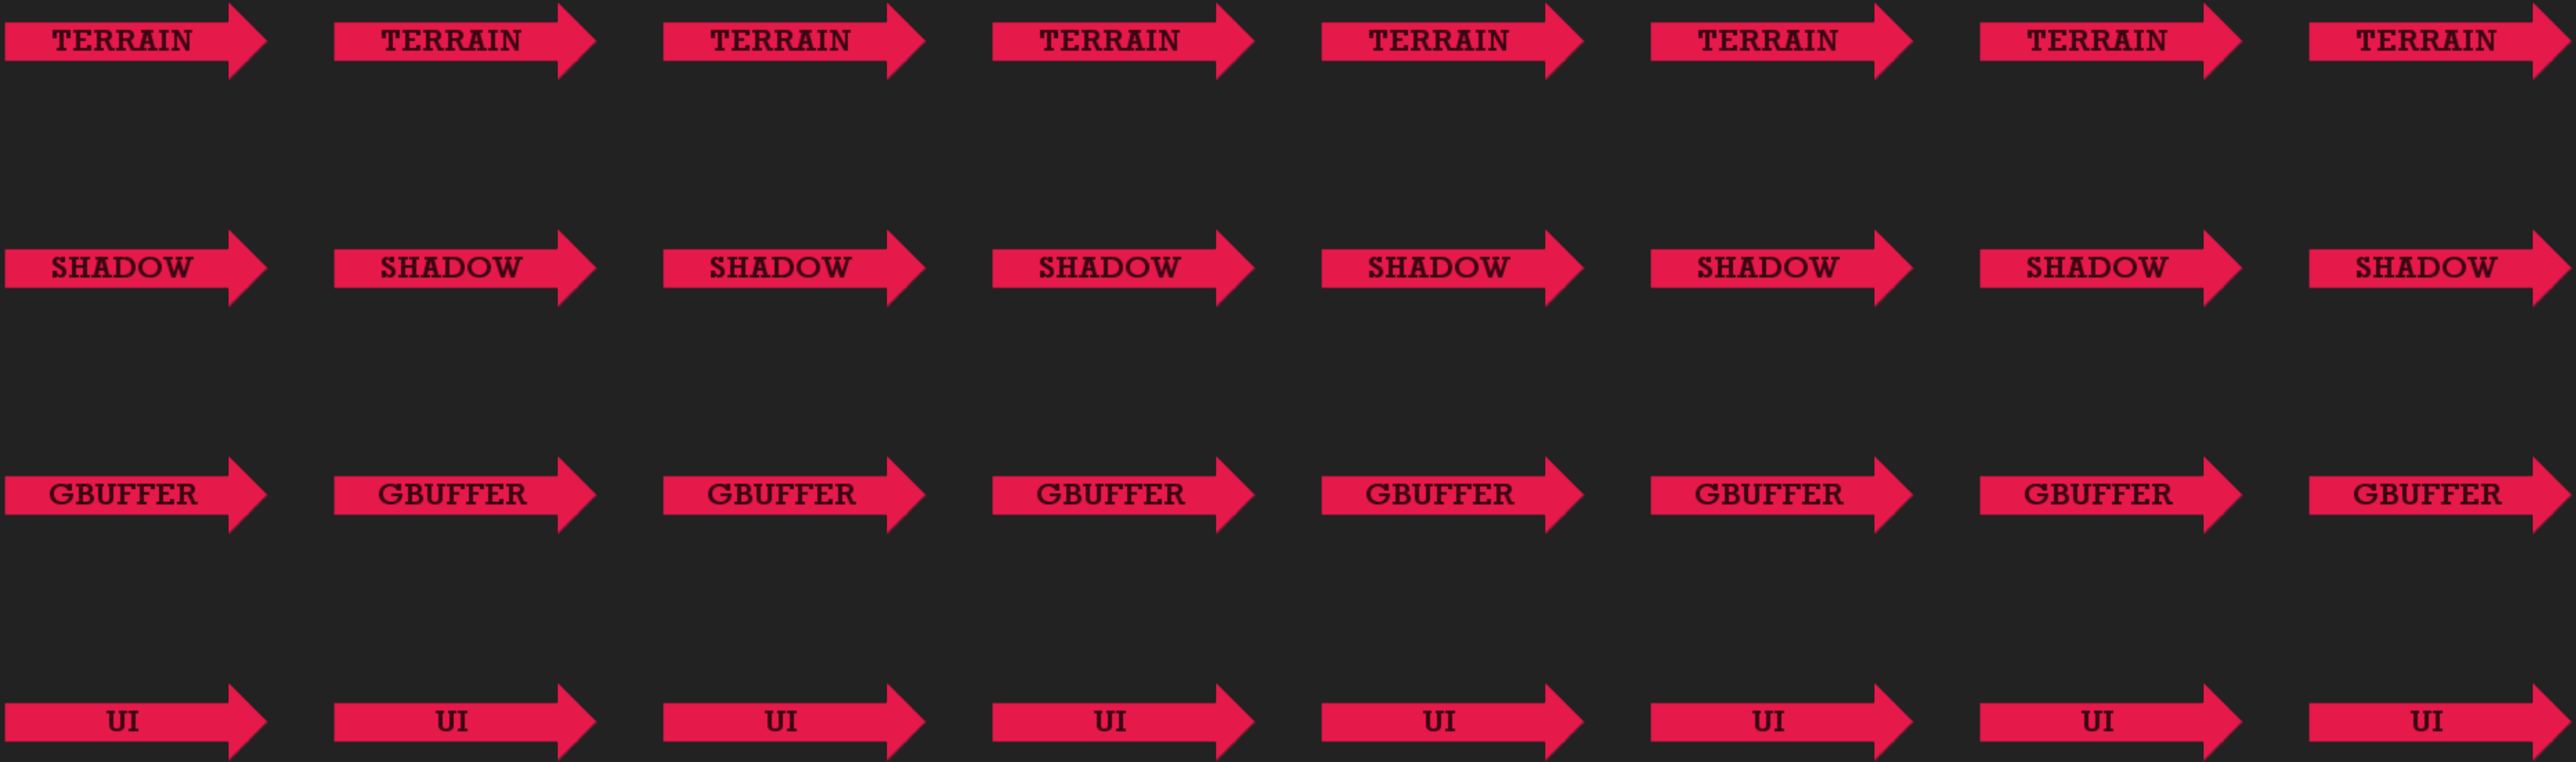 TERRAIN TERRAIN TERRAIN TERRAIN TERRAIN TERRAIN TERRAIN TERRAIN
SHADOW SHADOW SHADOW SHADOW SHADOW SHADOW SHADOW SHADOW
GBUFFER GBUFFER GBUFFER GBUFFER GBUFFER GBUFFER GBUFFER GBUFFER
UI UI UI UI UI UI UI UI